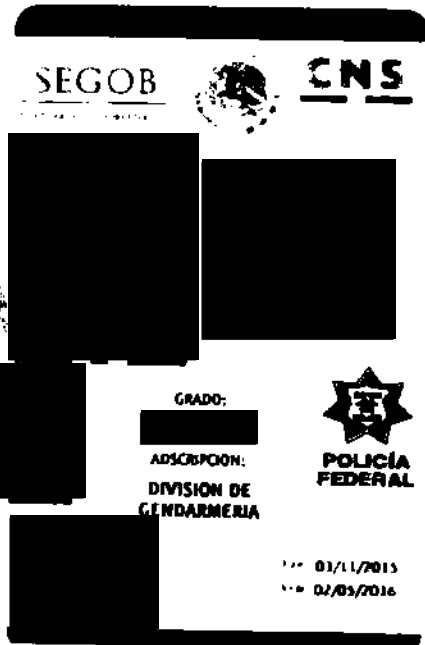 SEGOB
CNS
GRADO:
ADSCRIPCION:
DIVISION DE
GENDARMERIA
POLICÍA
FEDERAL
03/11/2015
02/05/2016